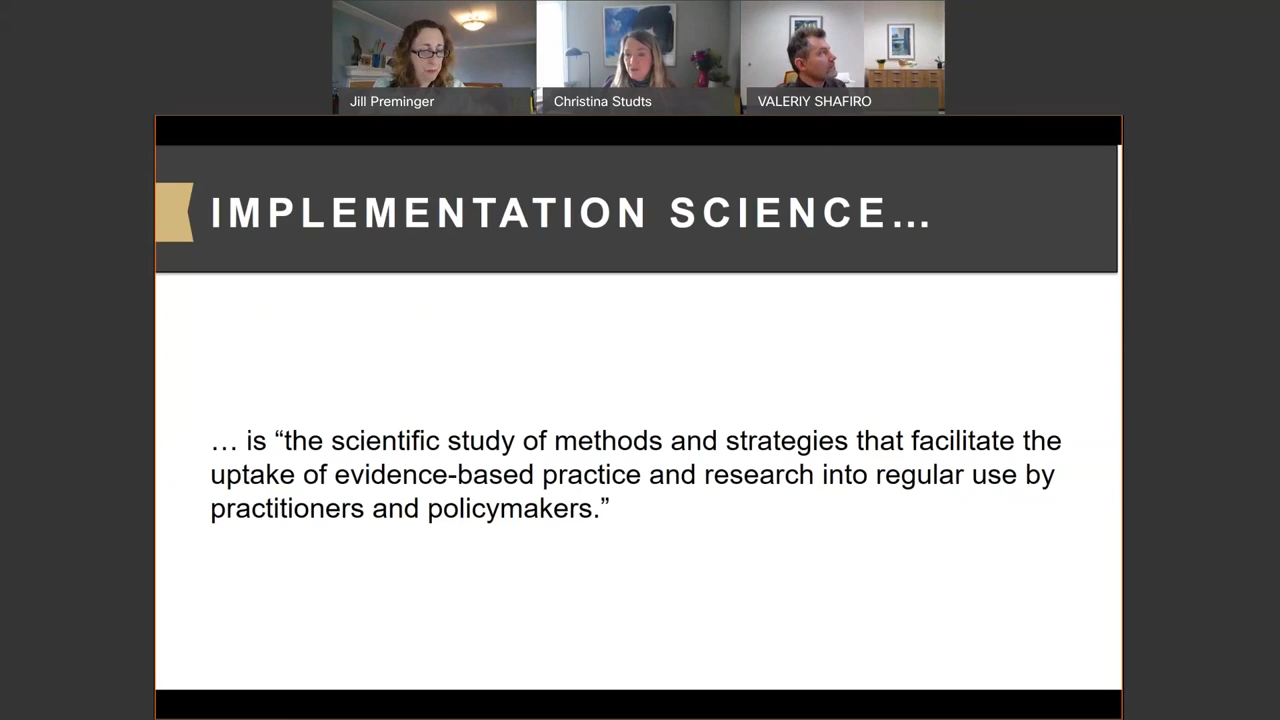 Jill Preminger
Christina Studts
VALERIY SHAFIRO
IMPLEMENTATION SCIENCE…
… is “the scientific study of methods and strategies that facilitate the
uptake of evidence-based practice and research into regular use by
practitioners and policymakers.”